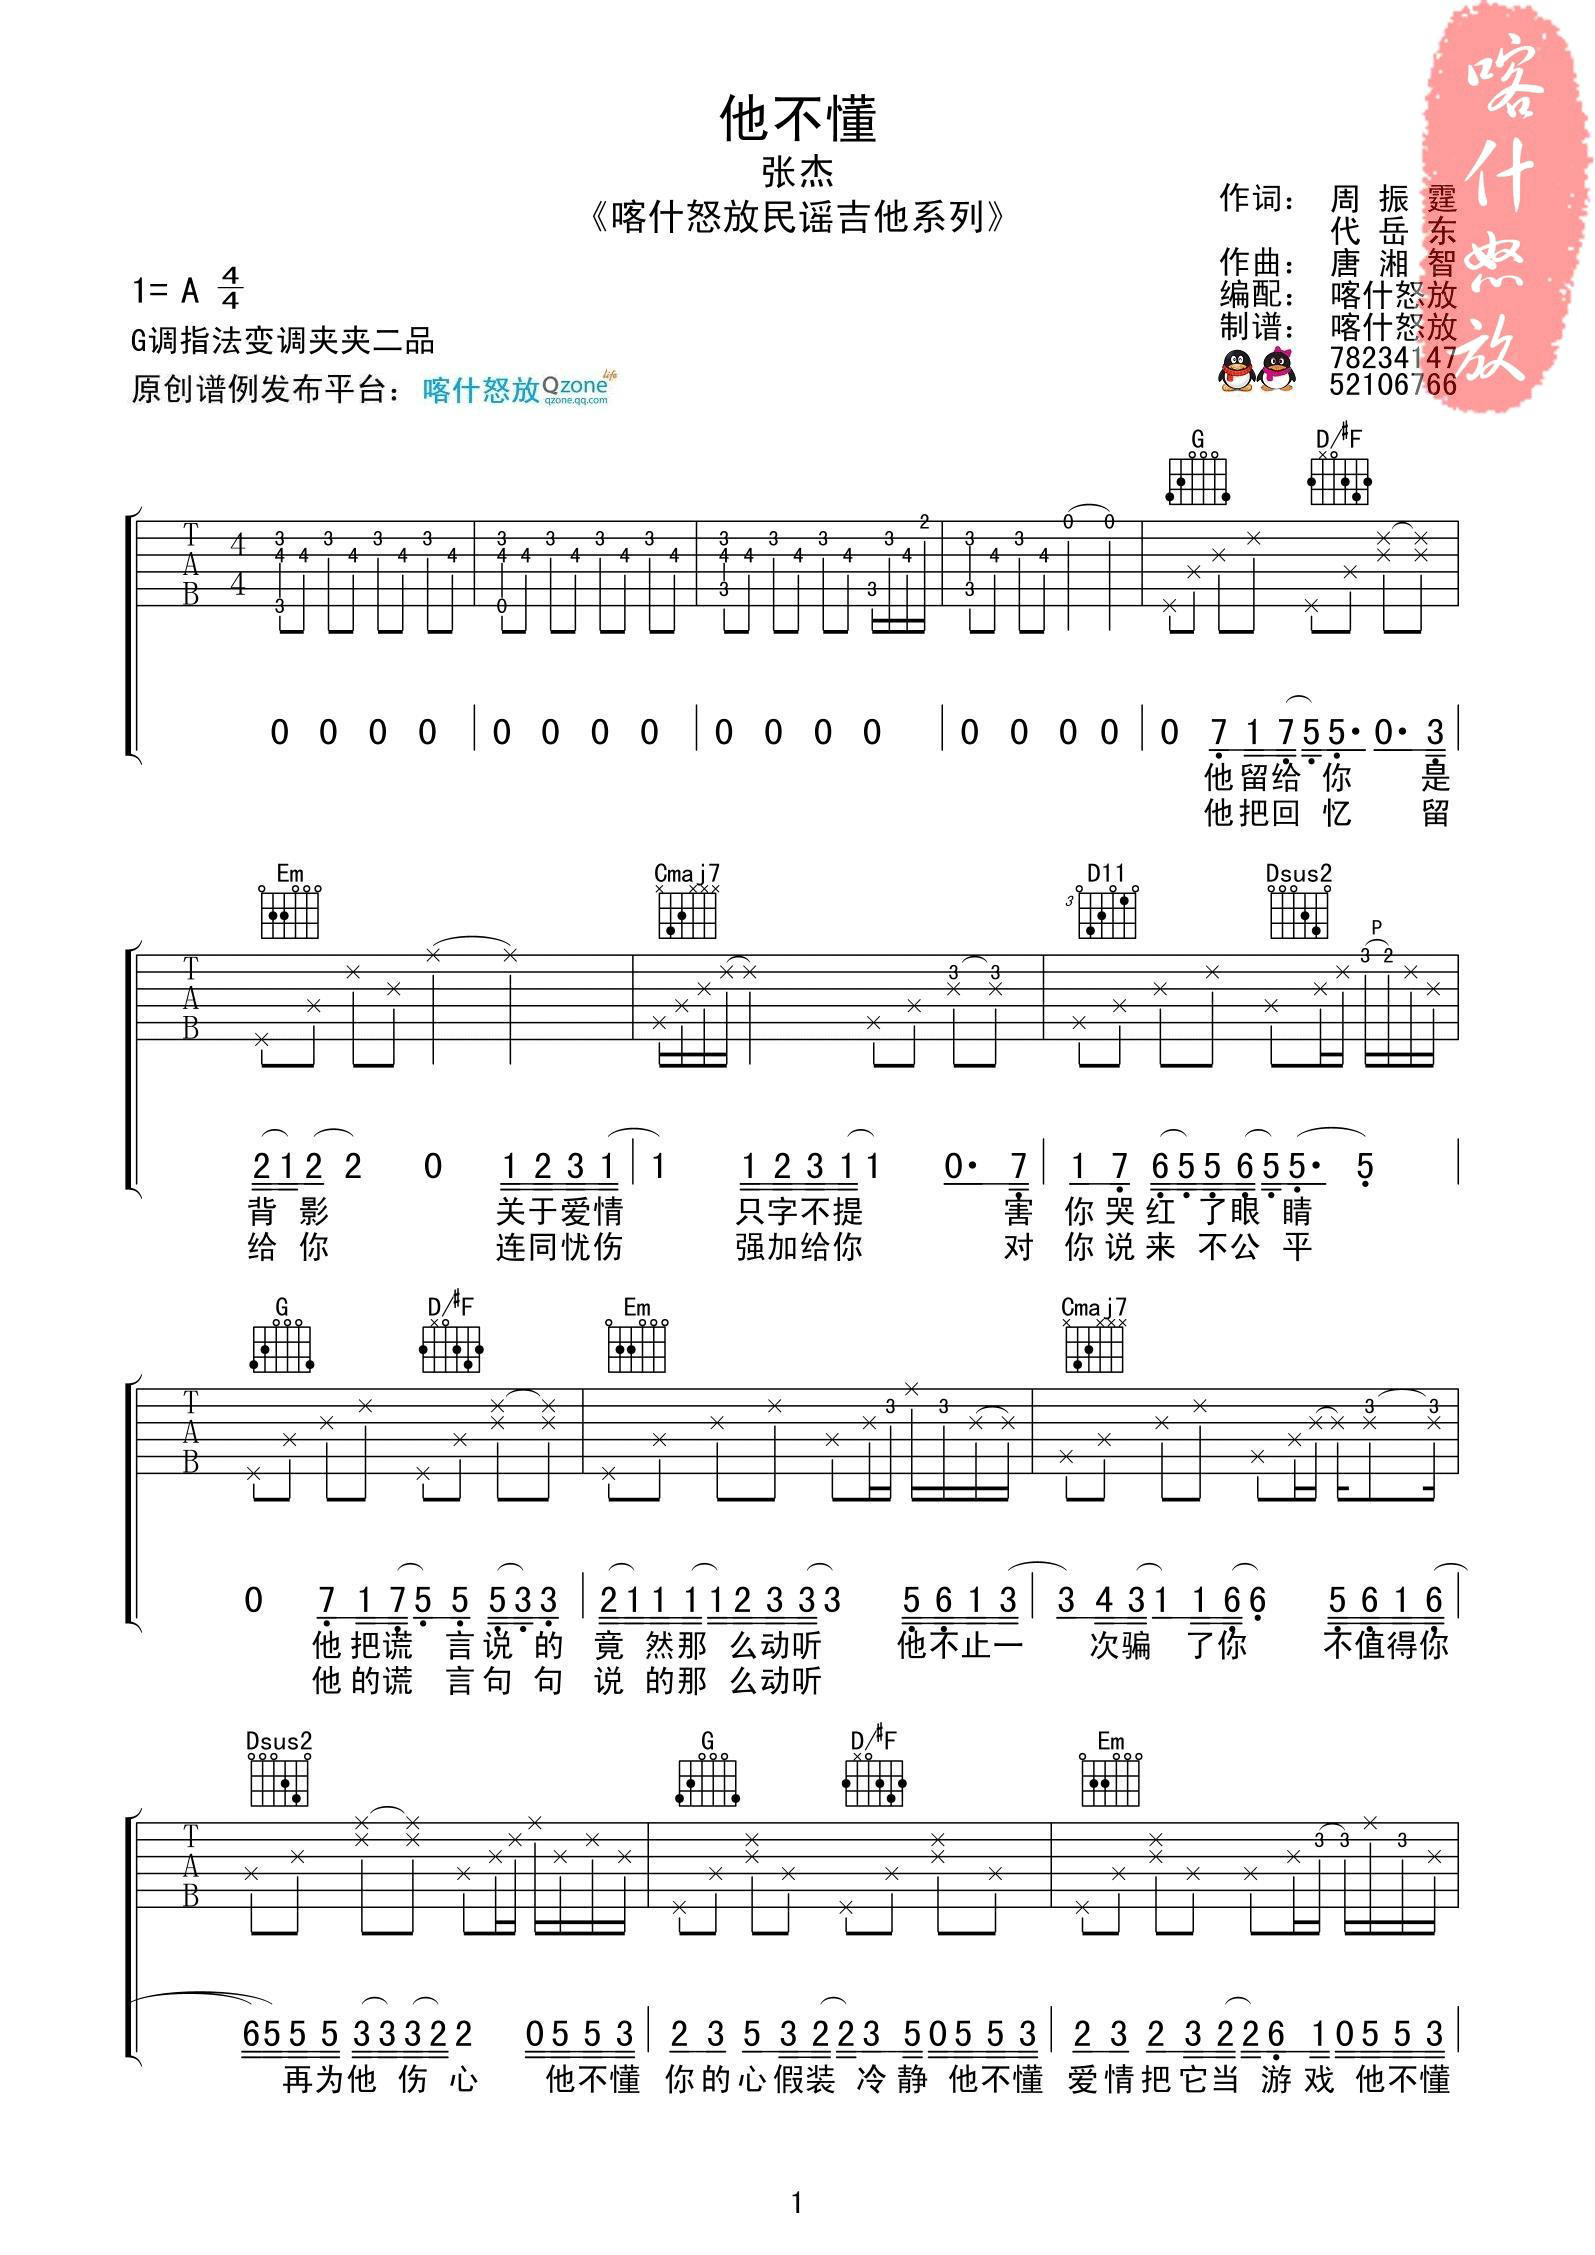 他不懂
张杰
《喀什怒放民谣吉他系列》
喀什怒放
作词： 周振霆
代岳东
作曲： 唐湘智
编配： 喀什怒放
制谱： 喀什怒放
78234147
52106766
1= A 4/4
G调指法变调夹夹二品
原创谱例发布平台： 喀什怒放 Qzone life
qzone.qq.com
G D/#F
T A B 4 4
0 0 0 0 | 0 0 0 0 | 0 0 0 0 | 0 0 0 0 | 0 7 1 7 5 5· 0· 3
他留给你 是
他把回忆 留
Em Cmaj7 D11 Dsus2
3 P
T A B 3 3 3 2
2 1 2 2 0 1 2 3 1 | 1 1 2 3 1 1 0· 7 | 1 7 6 5 5 6 5 5· 5
背影 关于爱情 只字不提 害 你哭红了眼睛
给你 连同忧伤 强加给你 对 你说来不公平
G D/#F Em Cmaj7
T A B 3 3 3 3
0 7 1 7 5 5 5 3 3 | 2 1 1 1 1 2 3 3 3 5 6 1 3 | 3 4 3 1 1 6 6 5 6 1 6
他把谎言说的 竟然那么动听 他不止一 次骗了你 不值得你
他的谎言句句 说的那么动听
Dsus2 G D/#F Em
T A B 3 3 3
6 5 5 5 3 3 3 2 2 0 5 5 3 | 2 3 5 3 2 2 3 5 0 5 5 3 | 2 3 2 3 2 2 6 1 0 5 5 3
再为他伤心 他不懂 你的心假装冷静 他不懂 爱情把它当游戏 他不懂
1